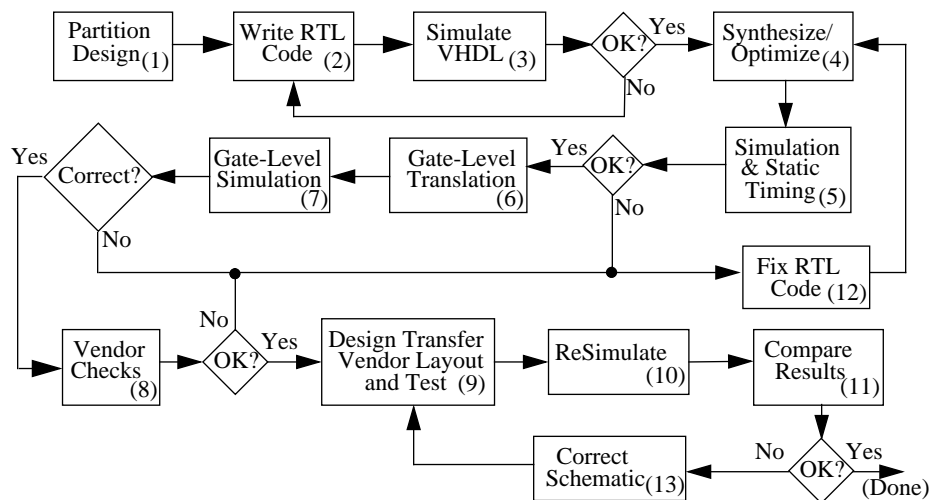 Partition
Design (1)
Write RTL
Code (2)
Simulate
VHDL (3)
OK?
Yes
No
Synthesize/
Optimize (4)
Simulation
& Static
Timing (5)
OK?
Yes
No
Gate-Level
Translation (6)
Gate-Level
Simulation (7)
Correct?
Yes
No
Fix RTL
Code (12)
Vendor
Checks (8)
OK?
No
Yes
Design Transfer
Vendor Layout
and Test (9)
ReSimulate (10)
Compare
Results (11)
OK?
No
Yes
(Done)
Correct
Schematic (13)